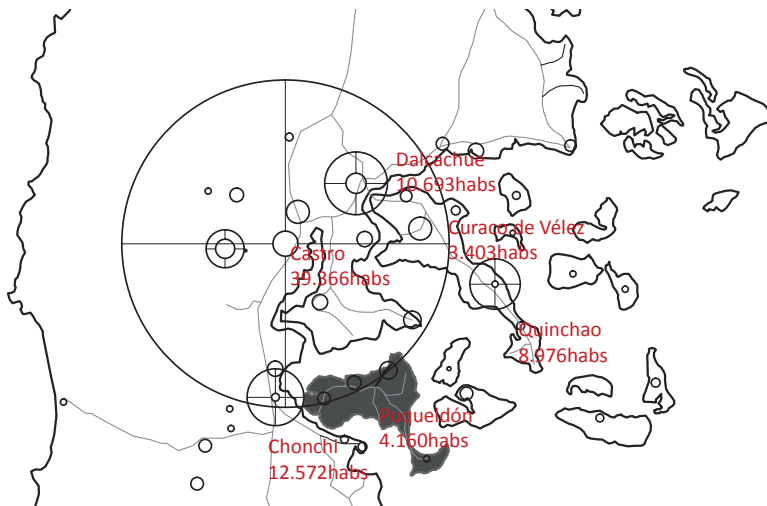 Dalcahue
10.693habs
Curaco de Vélez
3.403habs
Castro
39.366habs
Quinchao
8.976habs
Puqueldón
4.160habs
Chonchi
12.572habs